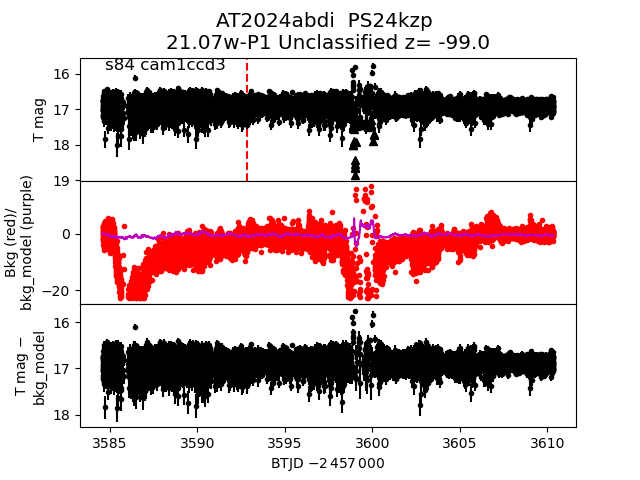 AT2024abdi  PS24kzp
21.07w-P1 Unclassified z= -99.0
s84 cam1ccd3
16
17
18
19
T mag
0
−20
Bkg (red)/
bkg_model (purple)
16
17
18
T mag −
bkg_model
3585 3590 3595 3600 3605 3610
BTJD −2 457 000